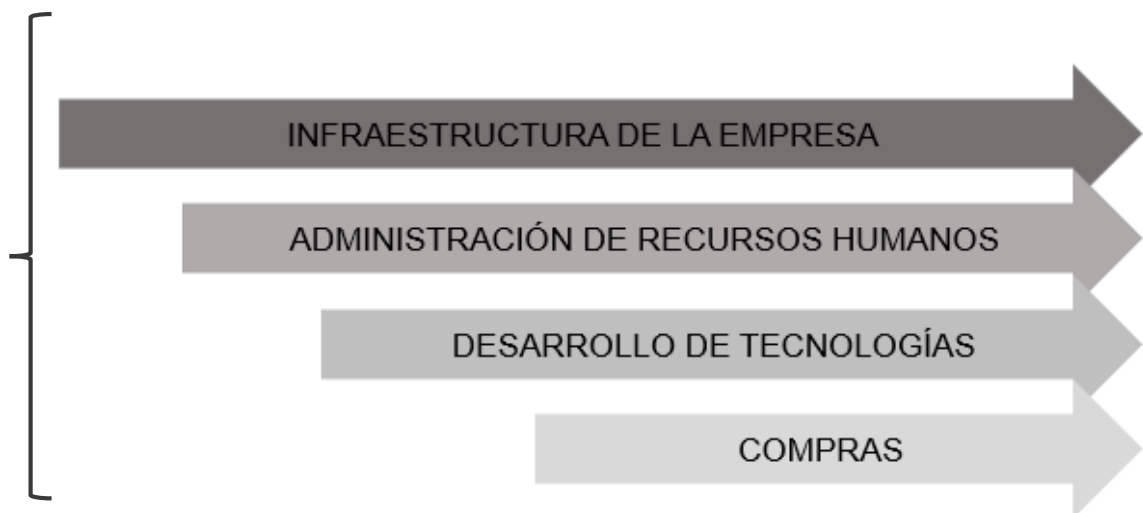 INFRAESTRUCTURA DE LA EMPRESA
ADMINISTRACIÓN DE RECURSOS HUMANOS
DESARROLLO DE TECNOLOGÍAS
COMPRAS